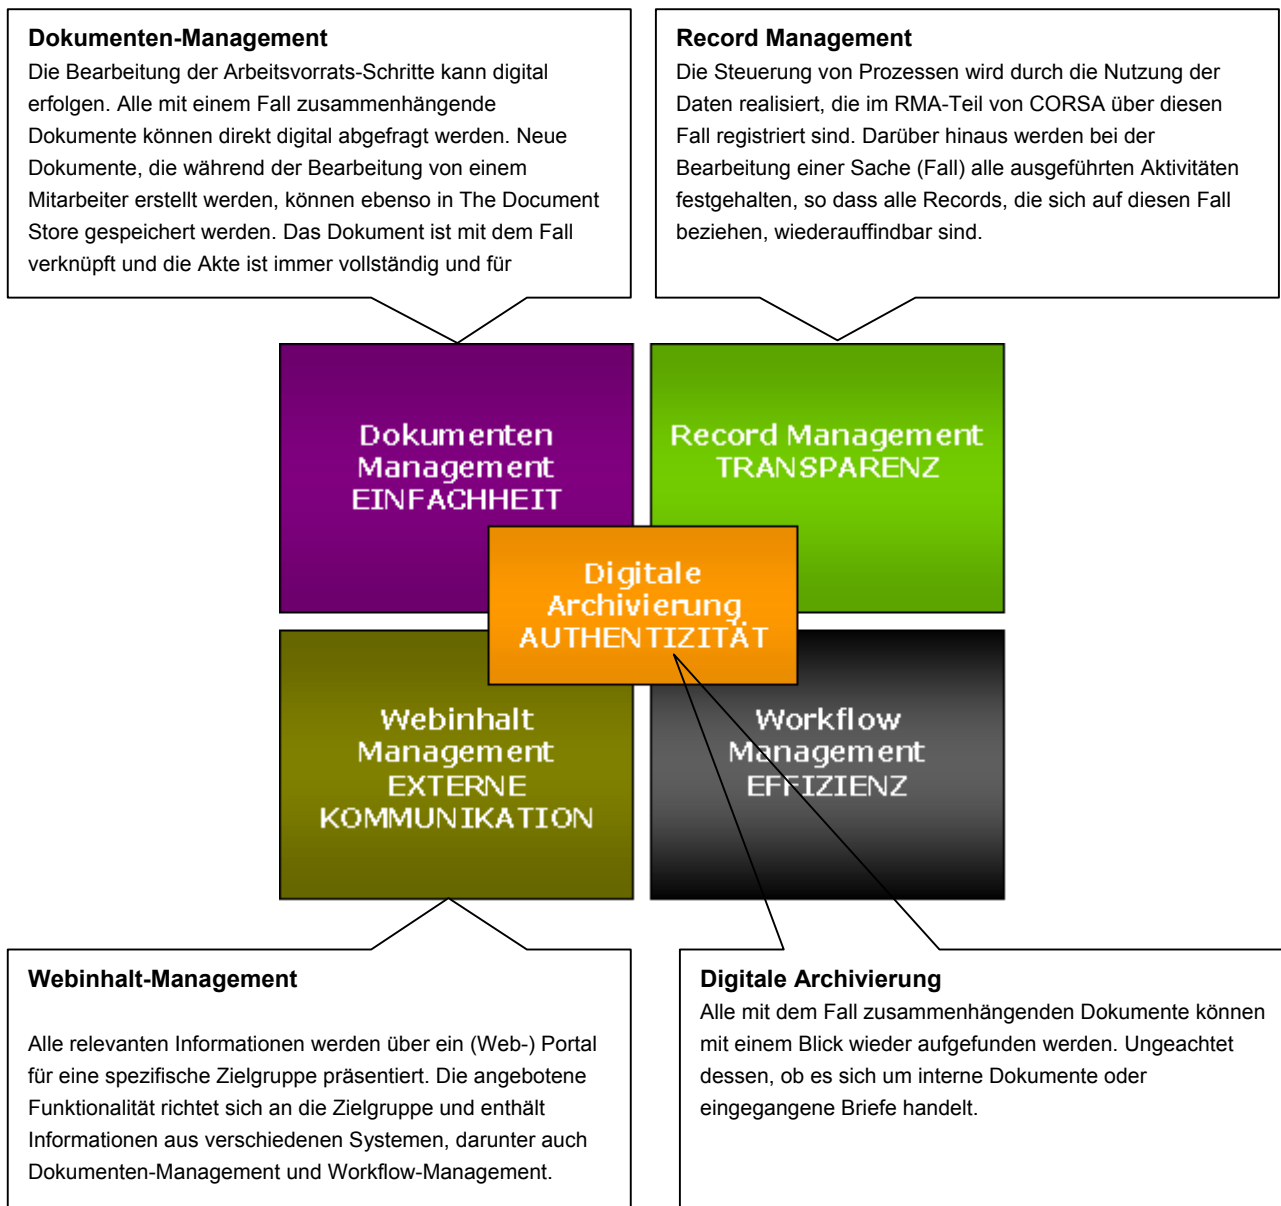 Dokumenten-Management
Die Bearbeitung der Arbeitsvorrats-Schritte kann digital
erfolgen. Alle mit einem Fall zusammenhängende
Dokumente können direkt digital abgefragt werden. Neue
Dokumente, die während der Bearbeitung von einem
Mitarbeiter erstellt werden, können ebenso in The Document
Store gespeichert werden. Das Dokument ist mit dem Fall
verknüpft und die Akte ist immer vollständig und für
Record Management
Die Steuerung von Prozessen wird durch die Nutzung der
Daten realisiert, die im RMA-Teil von CORSA über diesen
Fall registriert sind. Darüber hinaus werden bei der
Bearbeitung einer Sache (Fall) alle ausgeführten Aktivitäten
festgehalten, so dass alle Records, die sich auf diesen Fall
beziehen, wiederauffindbar sind.
Dokumenten
Management
EINFACHHEIT
Record Management
TRANSPARENZ
Digitale
Archivierung
AUTHENTIZITÄT
Webinhalt
Management
EXTERNE
KOMMUNIKATION
Workflow
Management
EFFIZIENZ
Webinhalt-Management
Alle relevanten Informationen werden über ein (Web-) Portal
für eine spezifische Zielgruppe präsentiert. Die angebotene
Funktionalität richtet sich an die Zielgruppe und enthält
Informationen aus verschiedenen Systemen, darunter auch
Dokumenten-Management und Workflow-Management.
Digitale Archivierung
Alle mit dem Fall zusammenhängenden Dokumente können
mit einem Blick wieder aufgefunden werden. Ungeachtet
dessen, ob es sich um interne Dokumente oder
eingegangene Briefe handelt.